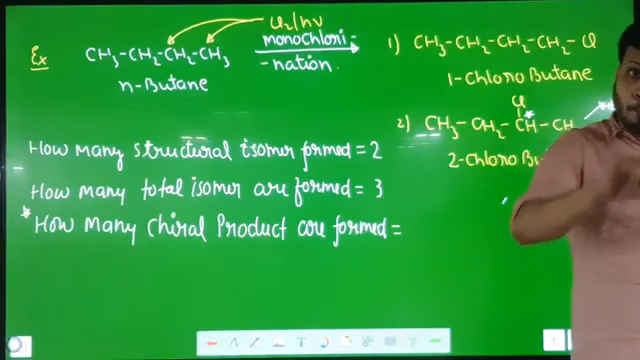 Ex
CH3-CH2-CH2-CH3
n-Butane
Cl2/hν
Monochlori-
-nation.
1) CH3-CH2-CH2-CH2-Cl
1-Chloro Butane
Cl
2) CH3-CH2-CH-CH
*
2-Chloro
How many structural isomer formed = 2
How many total isomer are formed = 3
* How many Chiral Product are formed =